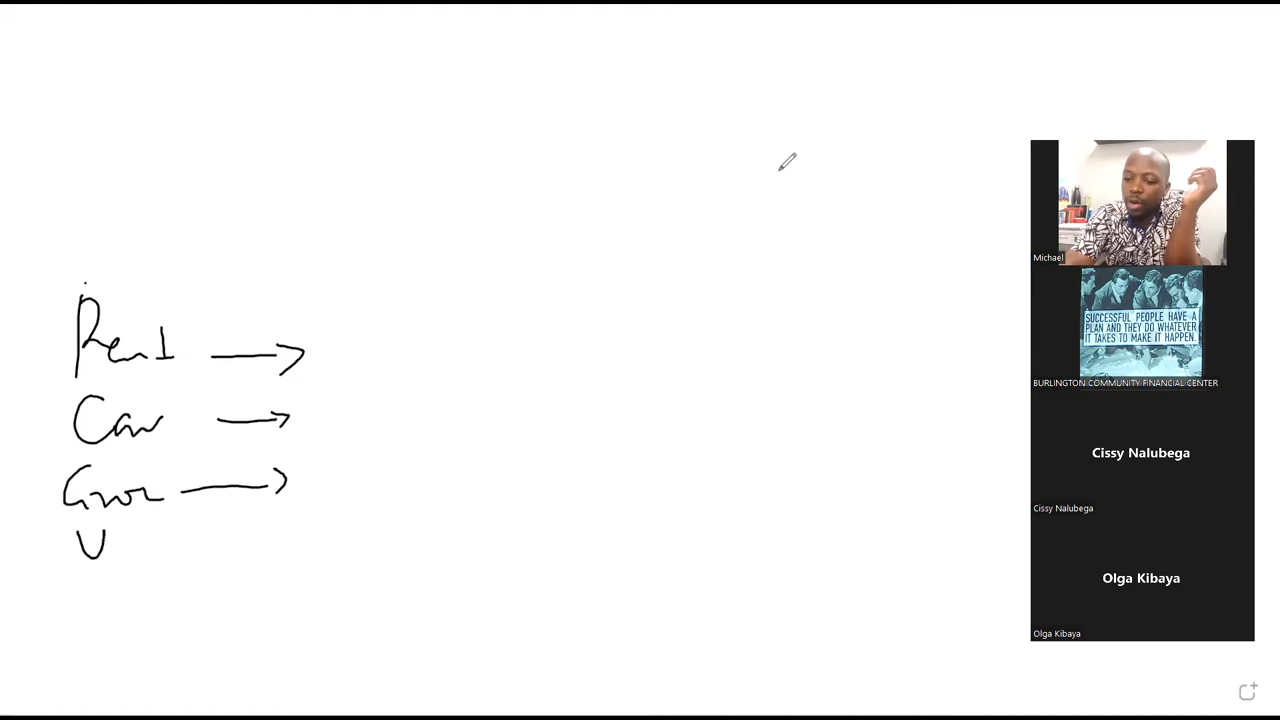 Rent
Car
Groc
U
Michael
SUCCESSFUL PEOPLE HAVE A
PLAN AND THEY DO WHATEVER
IT TAKES TO MAKE IT HAPPEN.
BURLINGTON COMMUNITY FINANCIAL CENTER
Cissy Nalubega
Cissy Nalubega
Olga Kibaya
Olga Kibaya